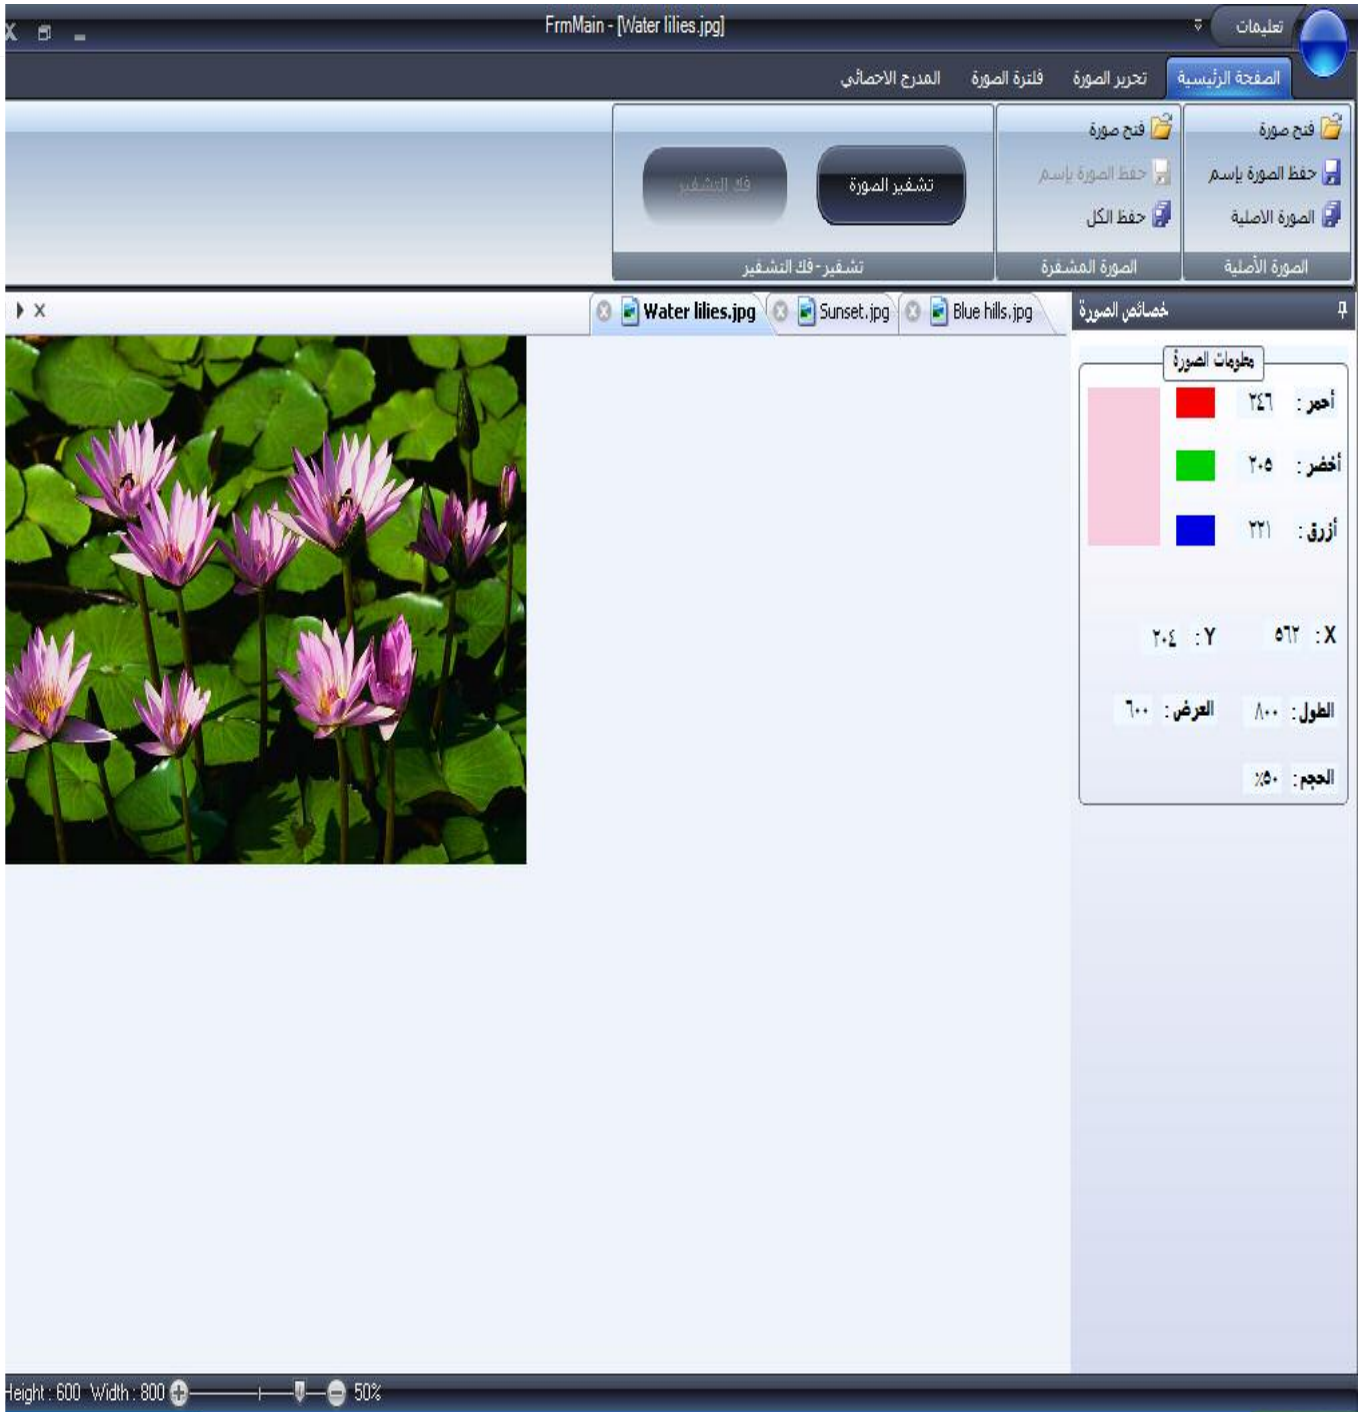 تعليمات
FrmMain - [Water lilies.jpg]
الصفحة الرئيسية تحرير الصورة فلترة الصورة المدرج الاحصائي
فتح صورة
حفظ الصورة بإسم
الصورة الاصلية
الصورة الأصلية
فتح صورة
حفظ الصورة بإسم
حفظ الكل
الصورة المشفرة
تشفير الصورة فك التشفير
تشفير - فك التشفير
خصائص الصورة
Blue hills.jpg Sunset.jpg Water lilies.jpg
معلومات الصورة
أحمر : ٢٤٦
أخضر : ٢٠٥
أزرق : ٢٢١
X : ٥٦٢ Y : ٢٠٤
الطول : ٨٠٠ العرض : ٦٠٠
الحجم : ٥٠٪
Height : 600 Width : 800 50%